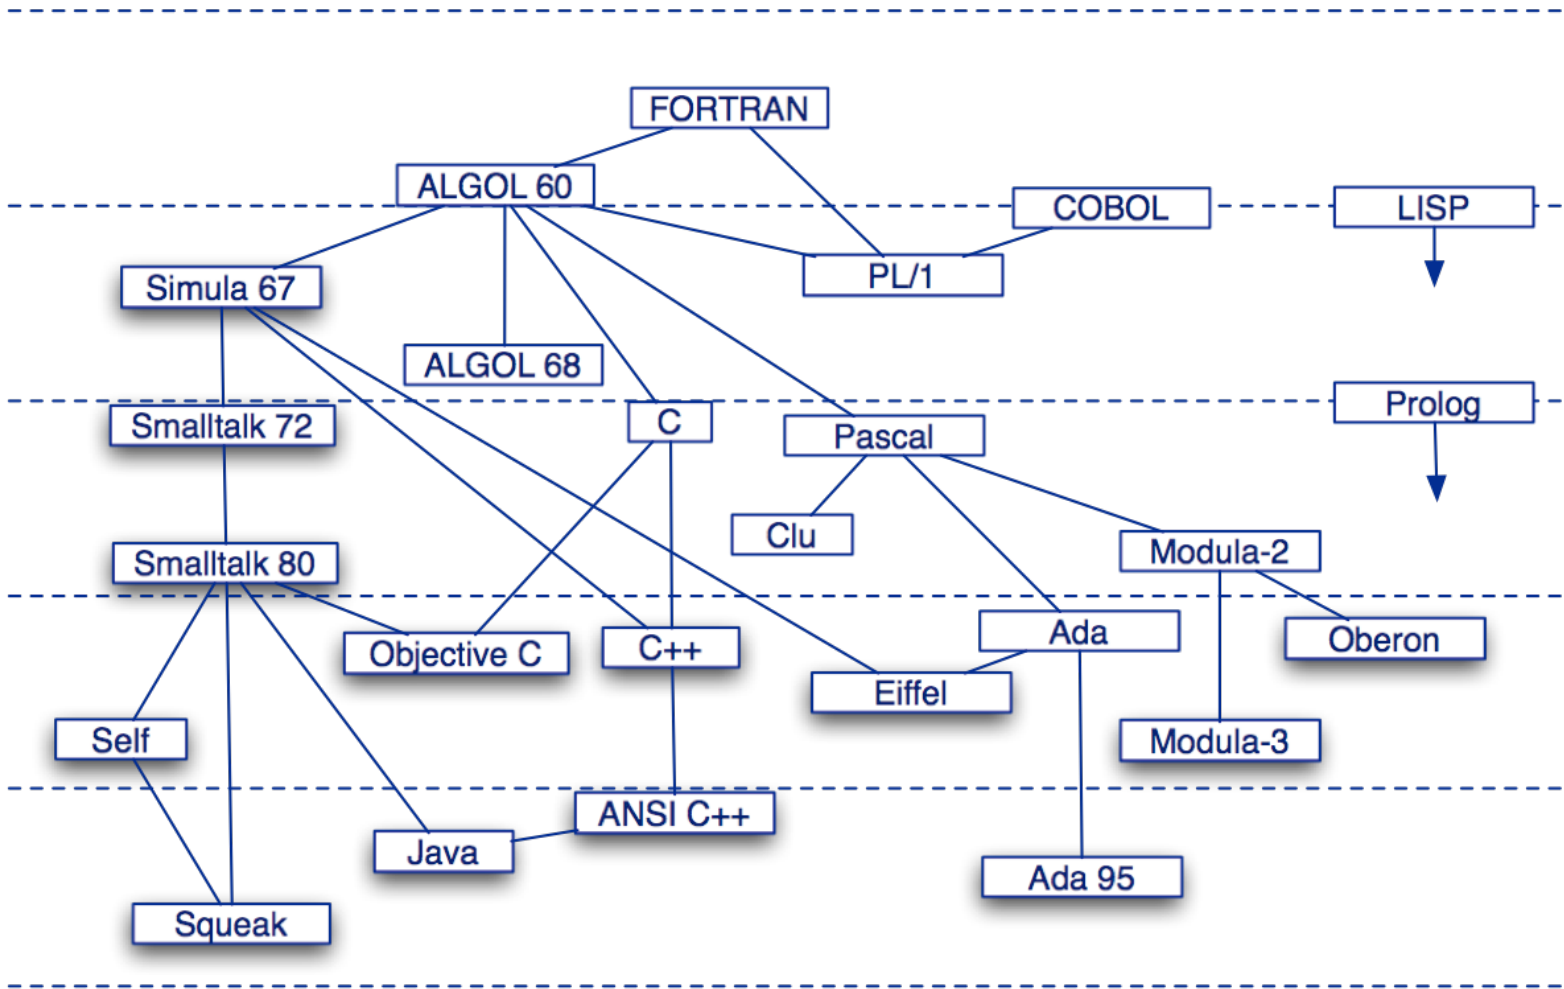 FORTRAN
ALGOL 60
COBOL
LISP
PL/1
Simula 67
ALGOL 68
Prolog
C
Smalltalk 72
Pascal
Clu
Modula-2
Smalltalk 80
Ada
Oberon
Objective C
C++
Eiffel
Self
Modula-3
ANSI C++
Java
Ada 95
Squeak